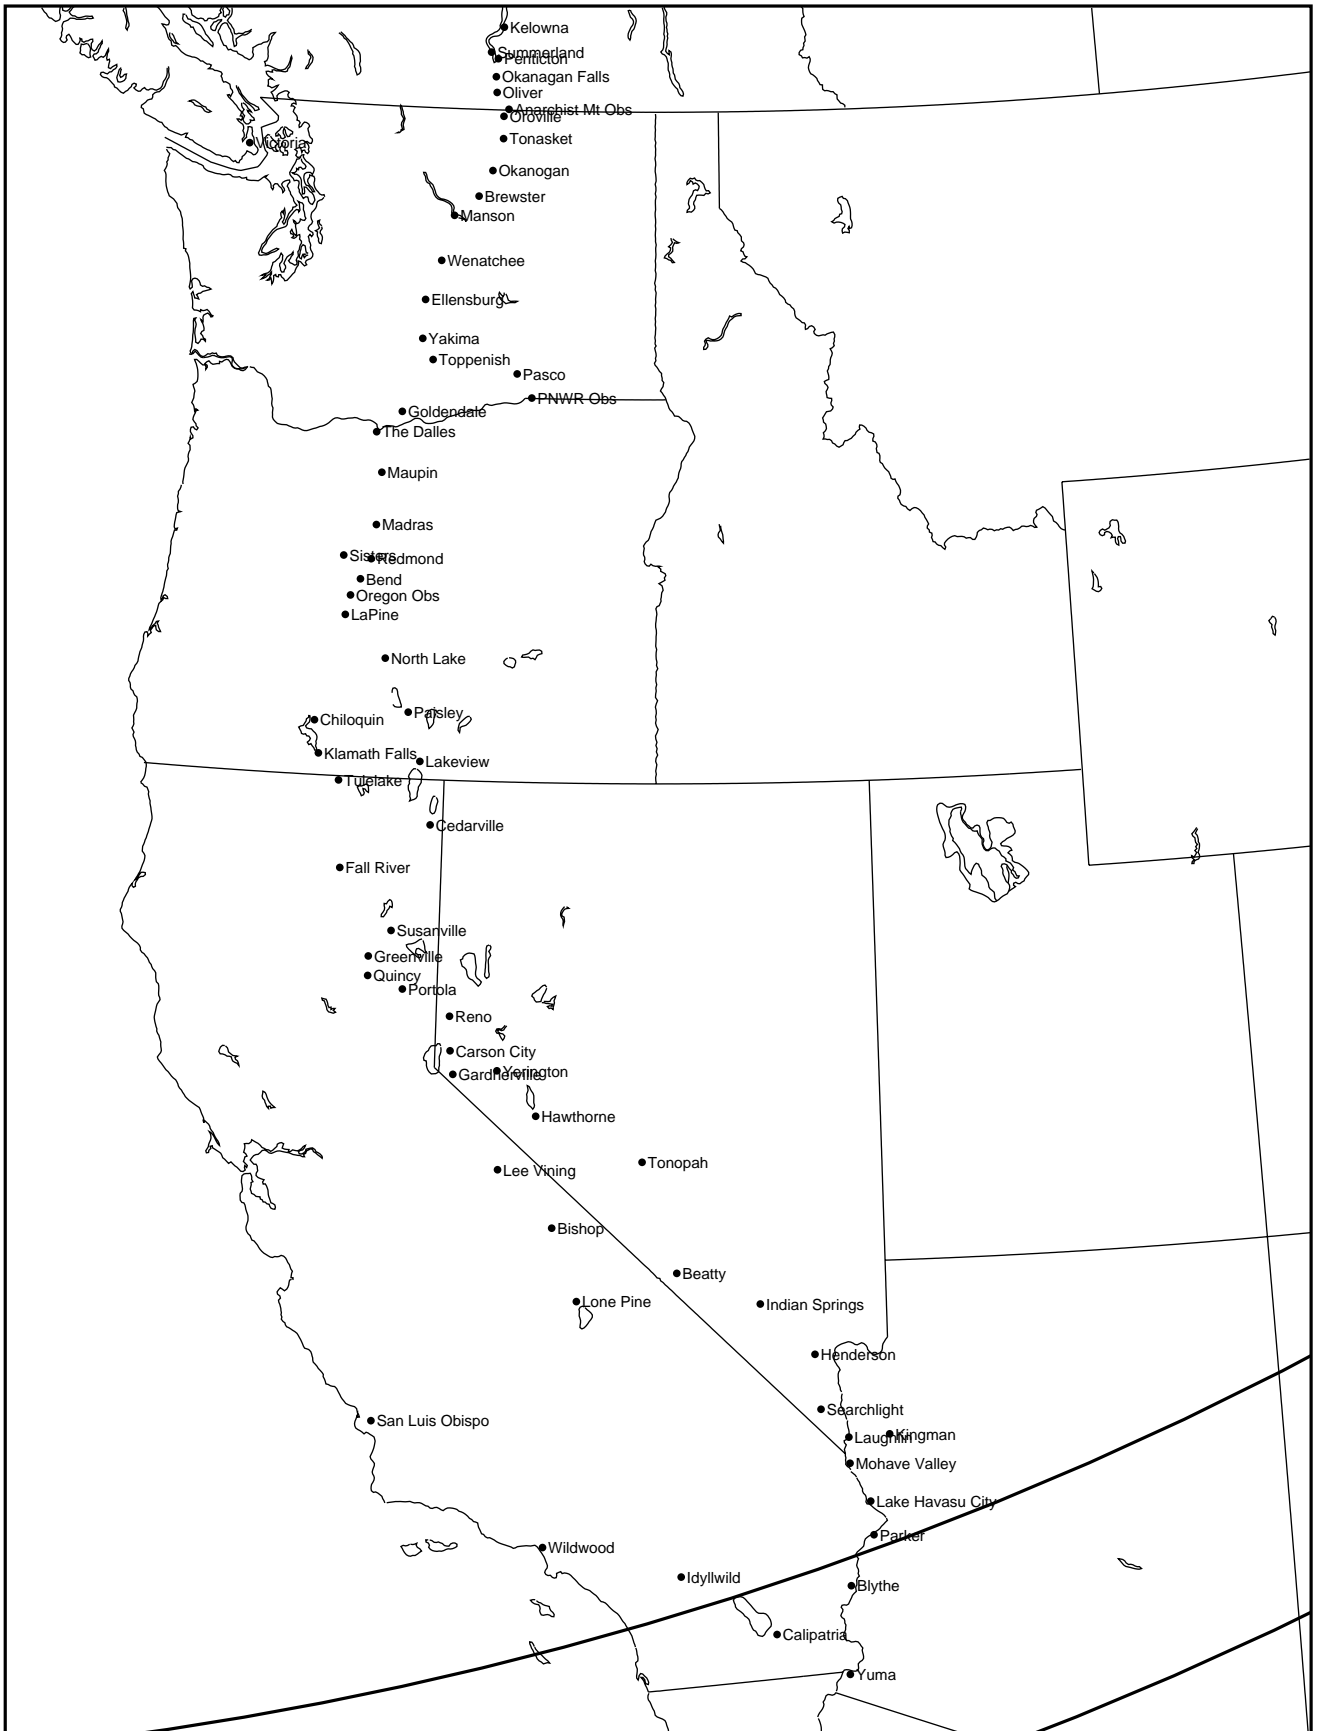 Kelowna
Summerland
Penticton
Okanagan Falls
Oliver
Anarchist Mt Obs
Oroville
Tonasket
Victoria
Okanogan
Brewster
Manson
Wenatchee
Ellensburg
Yakima
Toppenish
Pasco
PNWR Obs
Goldendale
The Dalles
Maupin
Madras
Sisters
Redmond
Bend
Oregon Obs
LaPine
North Lake
Paisley
Chiloquin
Klamath Falls
Lakeview
Tulelake
Cedarville
Fall River
Susanville
Greenville
Quincy
Portola
Reno
Carson City
Yerington
Gardnerville
Hawthorne
Tonopah
Lee Vining
Bishop
Beatty
Lone Pine
Indian Springs
Henderson
Searchlight
San Luis Obispo
Kingman
Laughlin
Mohave Valley
Lake Havasu City
Parker
Wildwood
Idyllwild
Blythe
Calipatria
Yuma